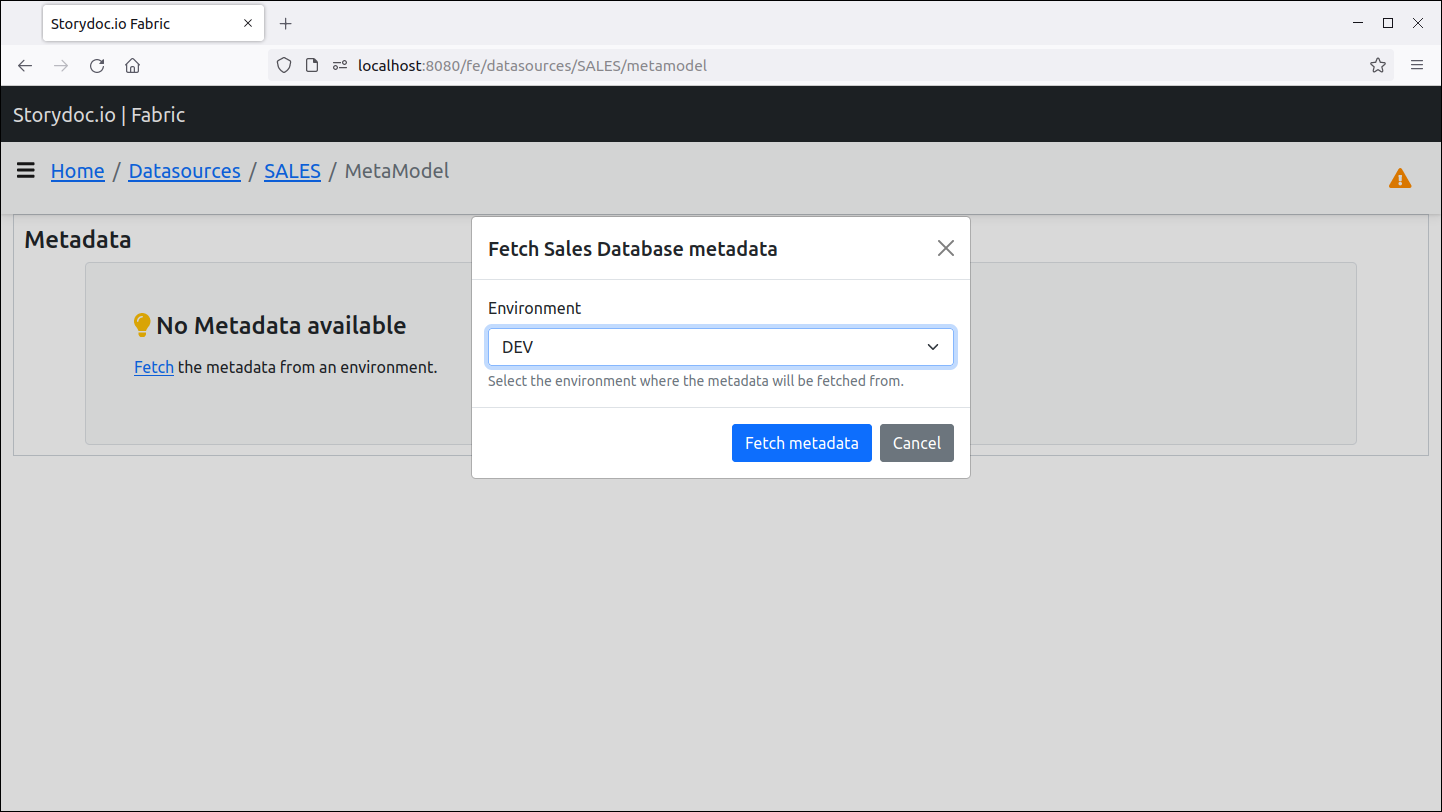 Storydoc.io Fabric
localhost:8080/fe/datasources/SALES/metamodel
Storydoc.io | Fabric
Home / Datasources / SALES / MetaModel
Metadata
No Metadata available
Fetch the metadata from an environment.
Fetch Sales Database metadata
Environment
DEV
Select the environment where the metadata will be fetched from.
Fetch metadata
Cancel